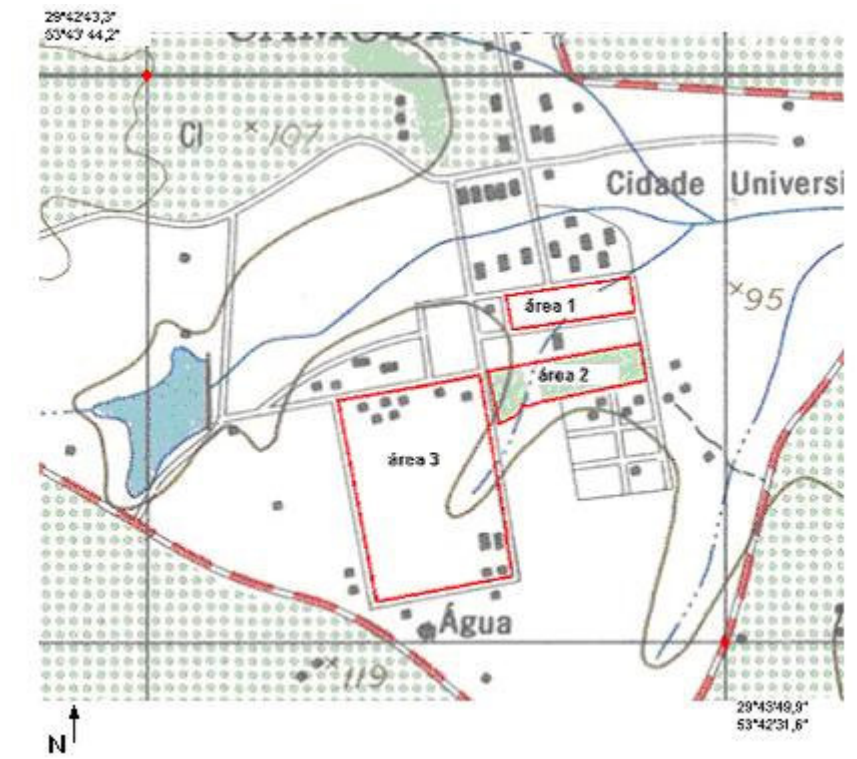 29°42'43,3"
53°43'44,2"
CI
×107
Cidade Universi
área 1
×95
área 2
área 3
Água
×119
29°43'49,9"
53°42'31,6"
N